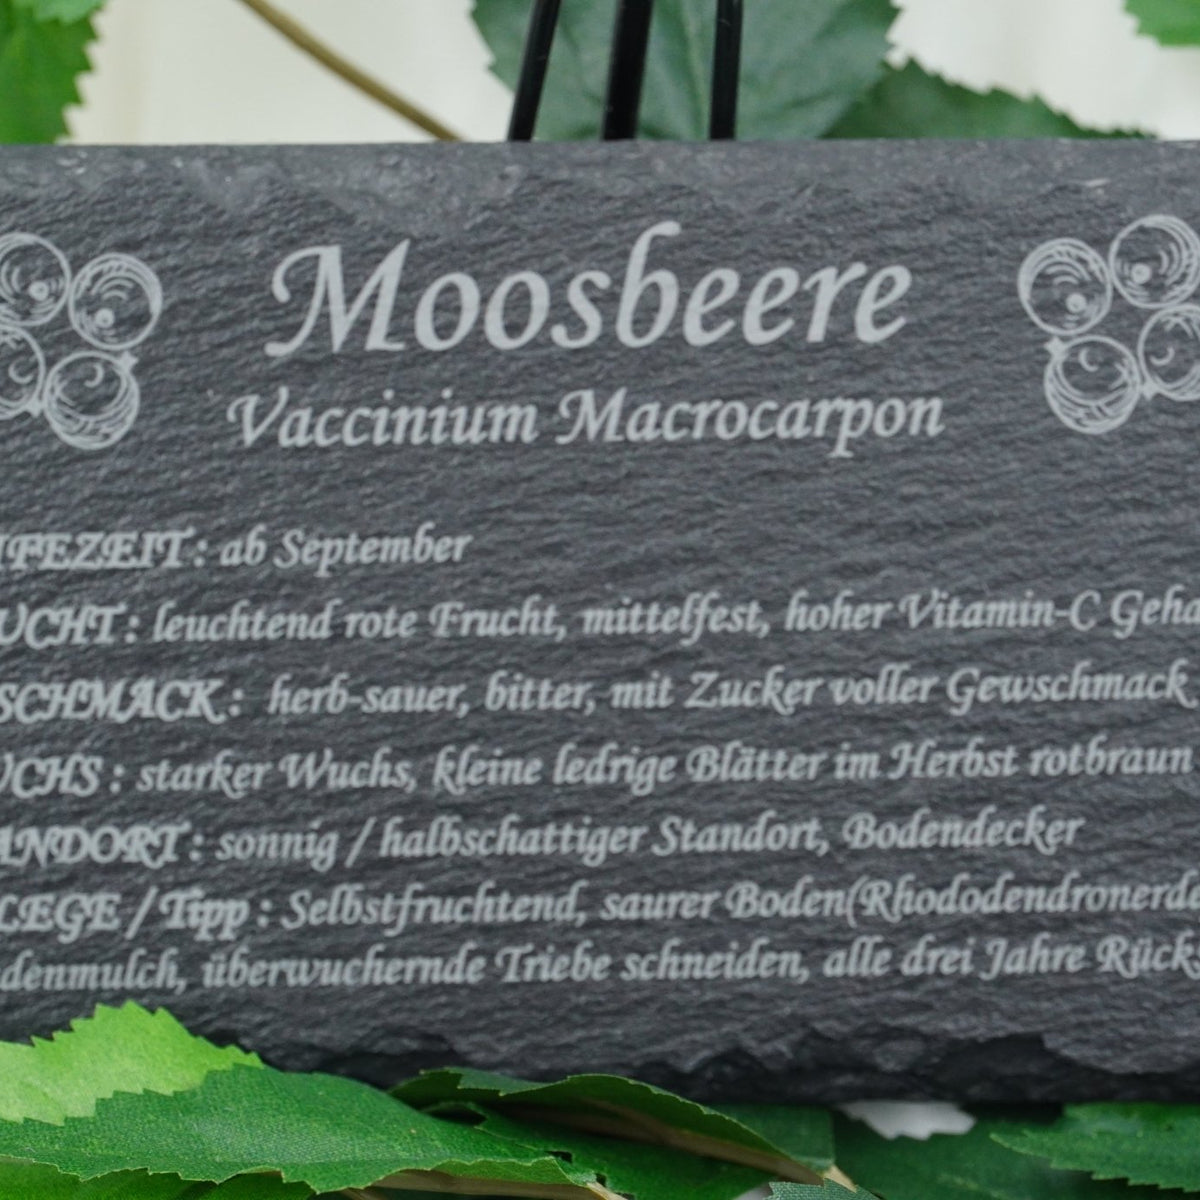 Moosbeere
Vaccinium Macrocarpon
IFEZEIT: ab September
UCHT: leuchtend rote Frucht, mittelfest, hoher Vitamin-C Geha
SCHMACK: herb-sauer, bitter, mit Zucker voller Gewschmack
UCHS: starker Wuchs, kleine ledrige Blätter im Herbst rotbraun
ANDORT: sonnig / halbschattiger Standort, Bodendecker
LEGE / Tipp: Selbstfruchtend, saurer Boden(Rhododendronerde
denmulch, überwuchernde Triebe schneiden, alle drei Jahre Rücks